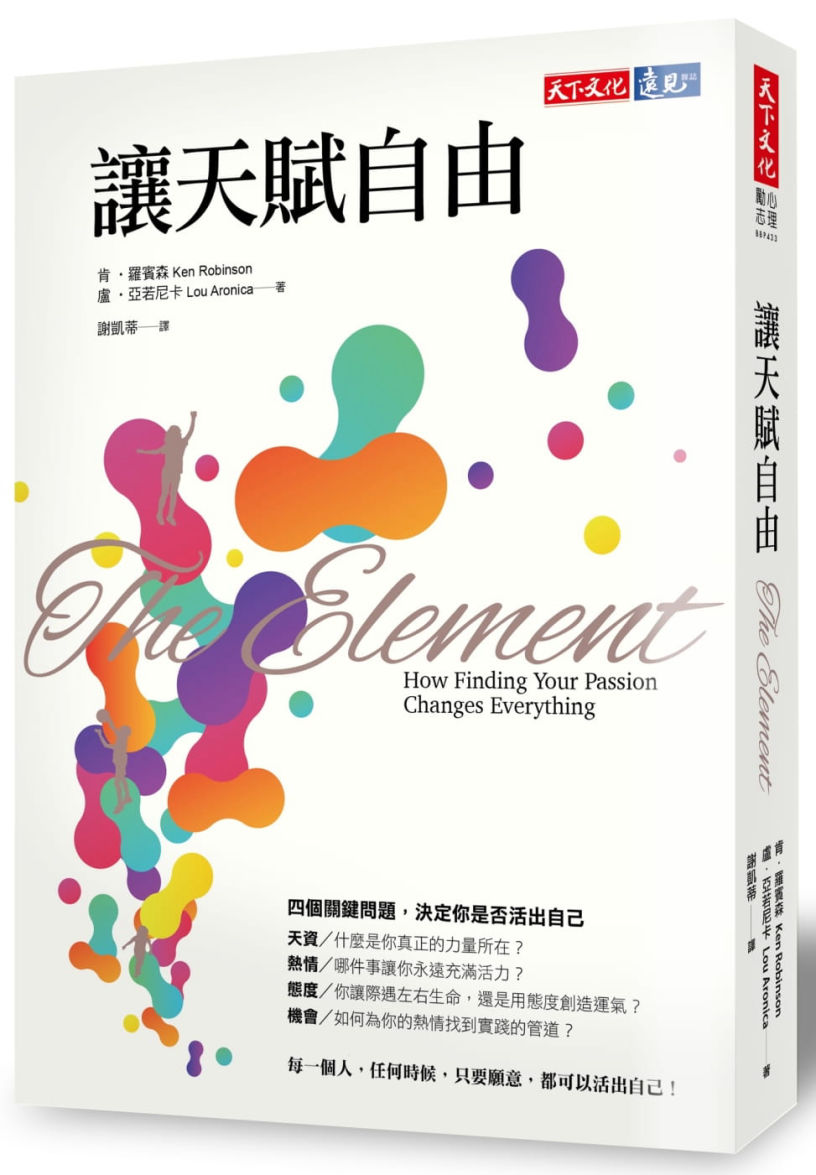 天下文化 遠見雜誌
讓天賦自由
肯・羅賓森 Ken Robinson
盧・亞若尼卡 Lou Aronica──著
謝凱蒂──譯
The Element
How Finding Your Passion
Changes Everything
四個關鍵問題,決定你是否活出自己
天資/什麼是你真正的力量所在?
熱情/哪件事讓你永遠充滿活力?
態度/你讓際遇左右生命,還是用態度創造運氣?
機會/如何為你的熱情找到實踐的管道?
每一個人,任何時候,只要願意,都可以活出自己!
天下文化
心理
勵志
BBP433
讓天賦自由
The Element
肯・羅賓森 Ken Robinson
盧・亞若尼卡 Lou Aronica──著
謝凱蒂──譯